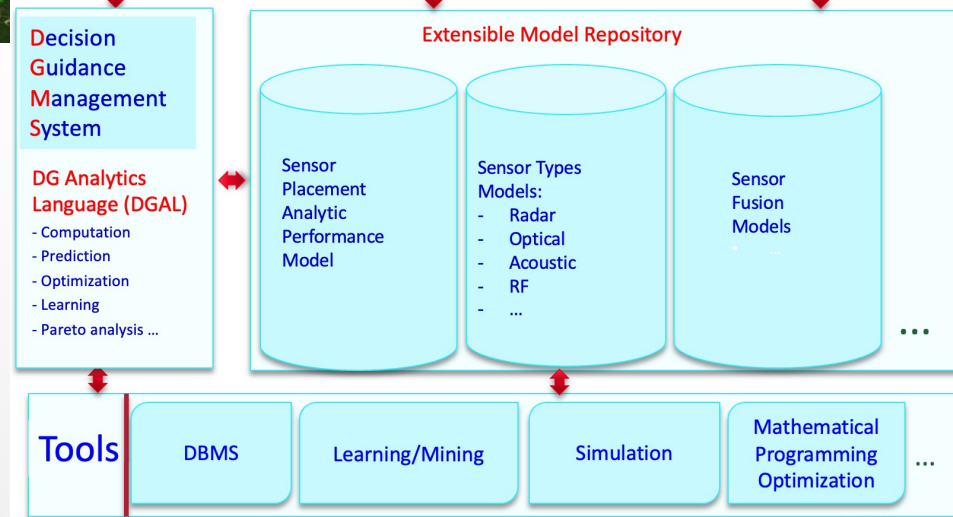 Decision
Guidance
Management
System
DG Analytics
Language (DGAL)
- Computation
- Prediction
- Optimization
- Learning
- Pareto analysis ...
Extensible Model Repository
Sensor
Placement
Analytic
Performance
Model
Sensor Types
Models:
- Radar
- Optical
- Acoustic
- RF
- ...
Sensor
Fusion
Models
• ...
...
Tools
DBMS
Learning/Mining
Simulation
Mathematical
Programming
Optimization
...